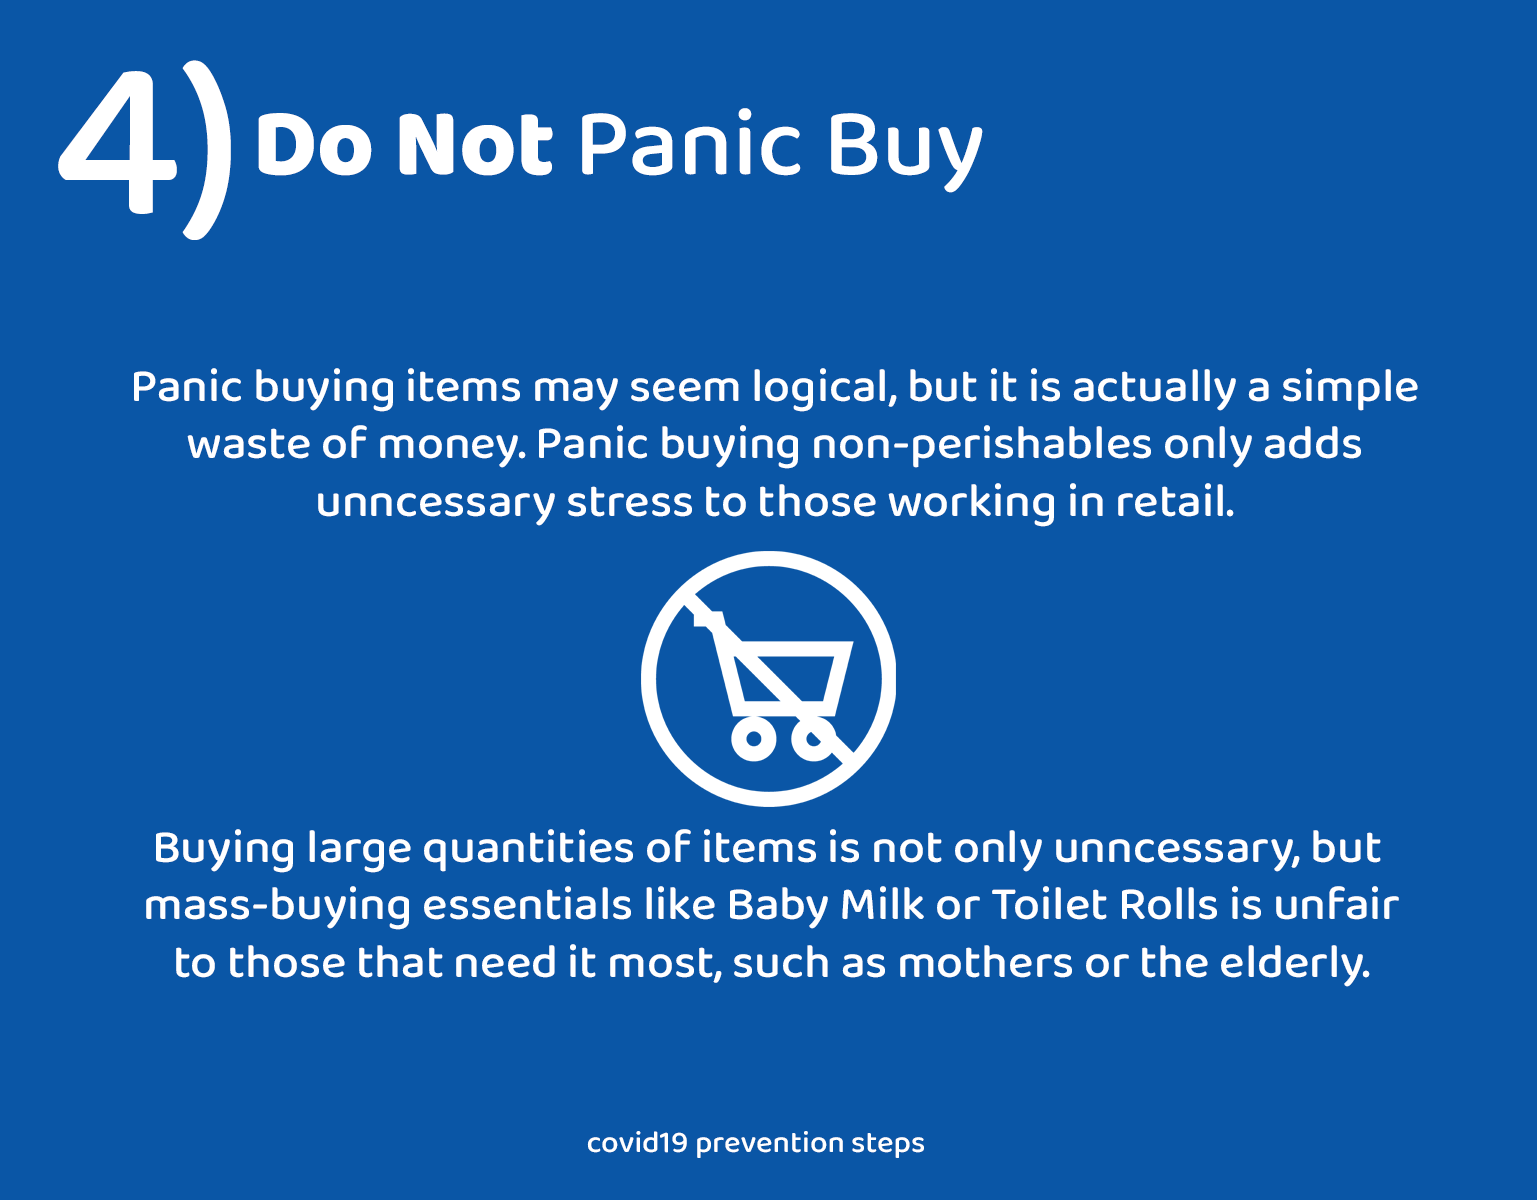 4) Do Not Panic Buy
Panic buying items may seem logical, but it is actually a simple
waste of money. Panic buying non-perishables only adds
unncessary stress to those working in retail.
Buying large quantities of items is not only unncessary, but
mass-buying essentials like Baby Milk or Toilet Rolls is unfair
to those that need it most, such as mothers or the elderly.
covid19 prevention steps